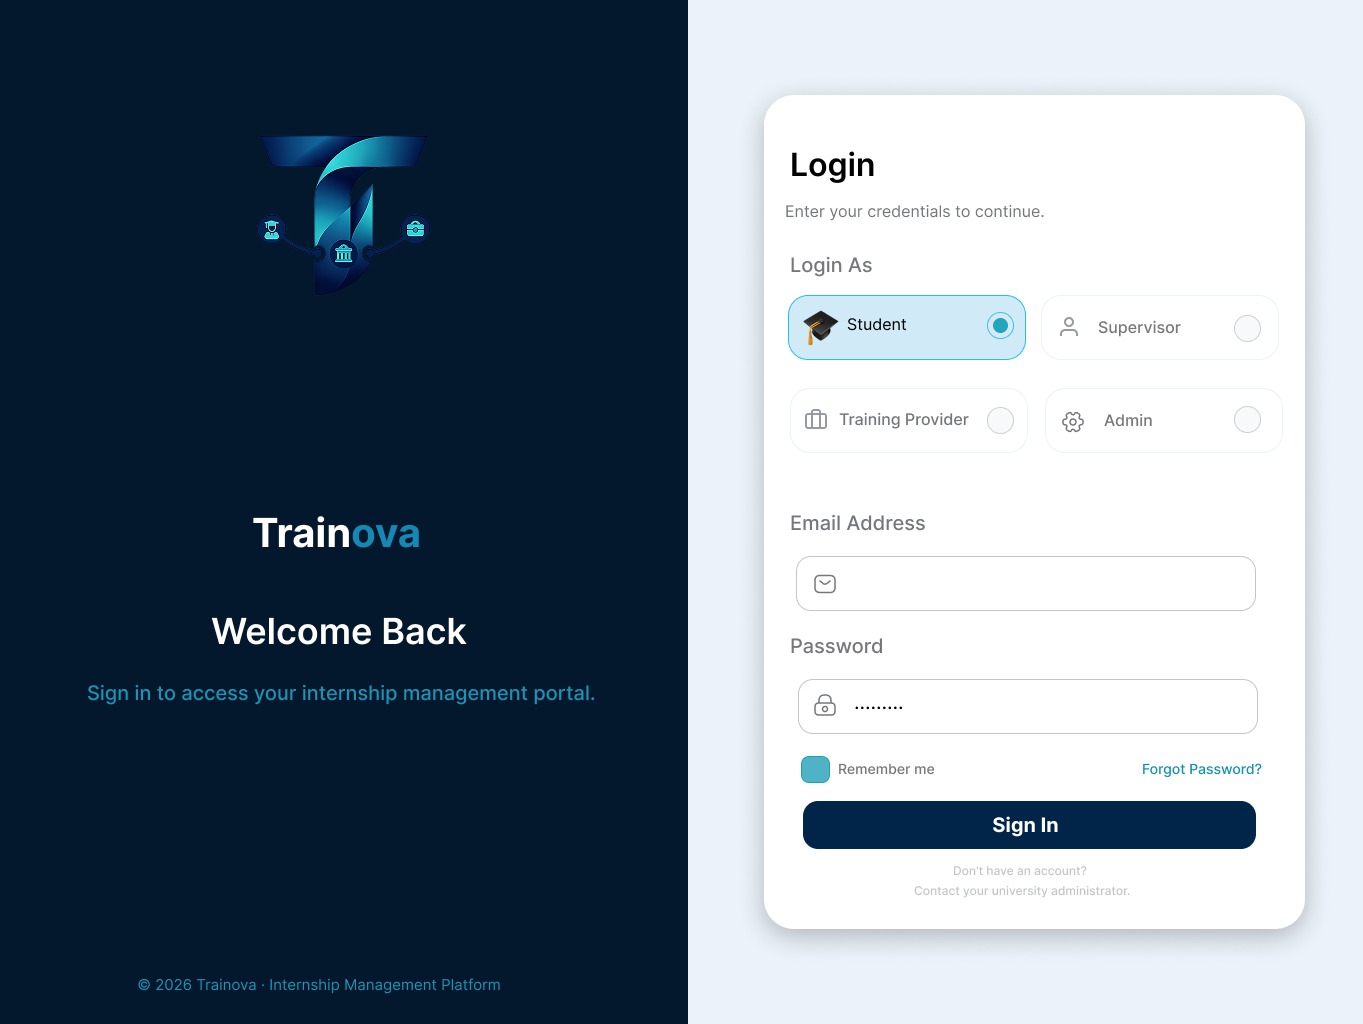 Trainova
Welcome Back
Sign in to access your internship management portal.
© 2026 Trainova · Internship Management Platform
Login
Enter your credentials to continue.
Login As
Student
Supervisor
Training Provider
Admin
Email Address
Password
•••••••••
Remember me
Forgot Password?
Sign In
Don't have an account?
Contact your university administrator.